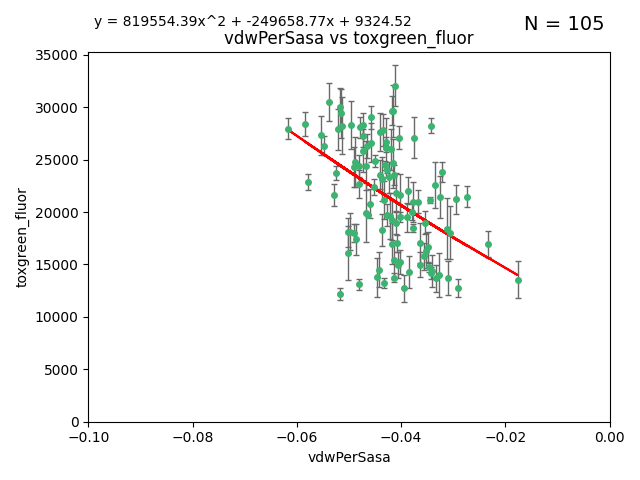 y = 819554.39x^2 + -249658.77x + 9324.52
N = 105
vdwPerSasa vs toxgreen_fluor
35000
30000
25000
20000
15000
10000
5000
0
toxgreen_fluor
−0.10
−0.08
−0.06
−0.04
−0.02
0.00
vdwPerSasa